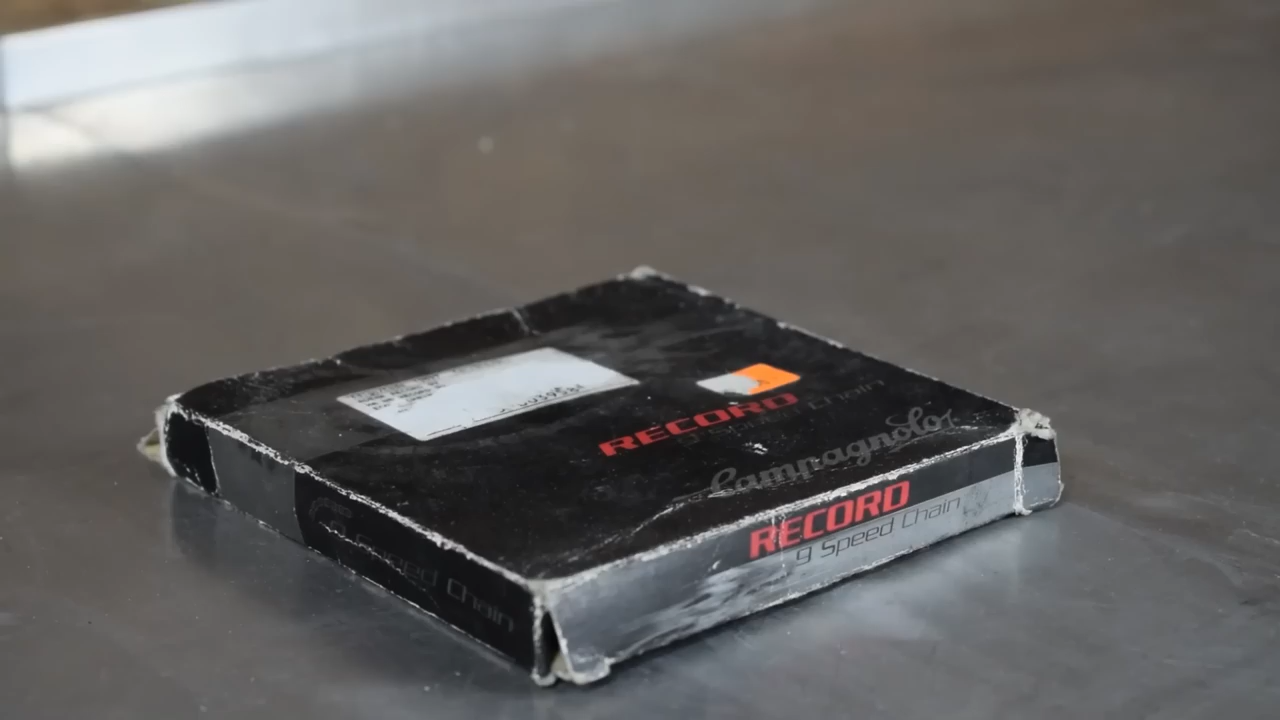 RECORD
9 Speed Chain
Campagnolo
RECORD
9 Speed Chain
Speed Chain